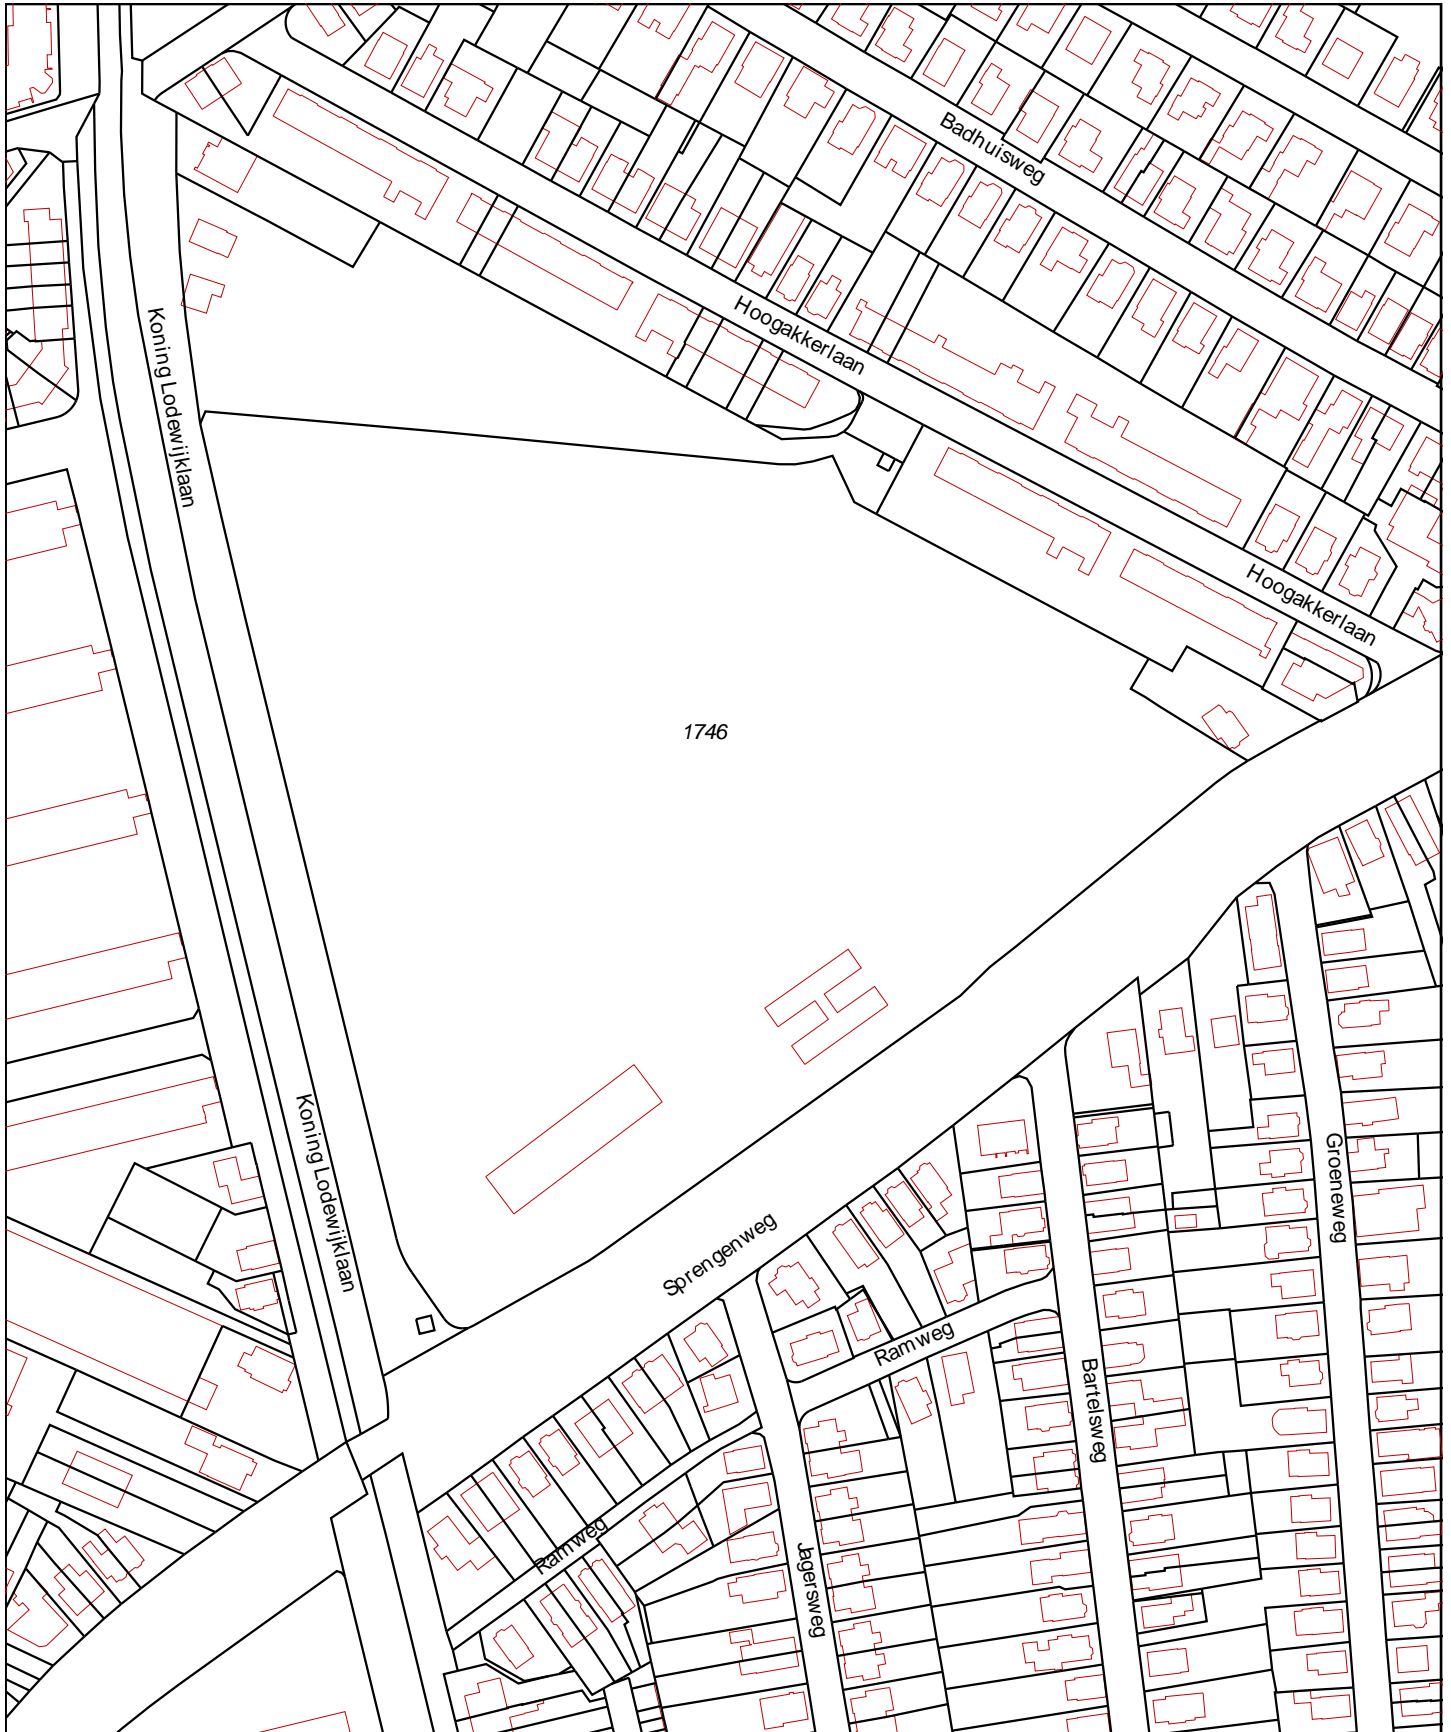 Badhuisweg
Hoogakkerlaan
Koning Lodewijklaan
Hoogakkerlaan
1746
Koning Lodewijklaan
Groeneweg
Sprengenweg
Ramweg
Bartelsweg
Ramweg
Jagersweg